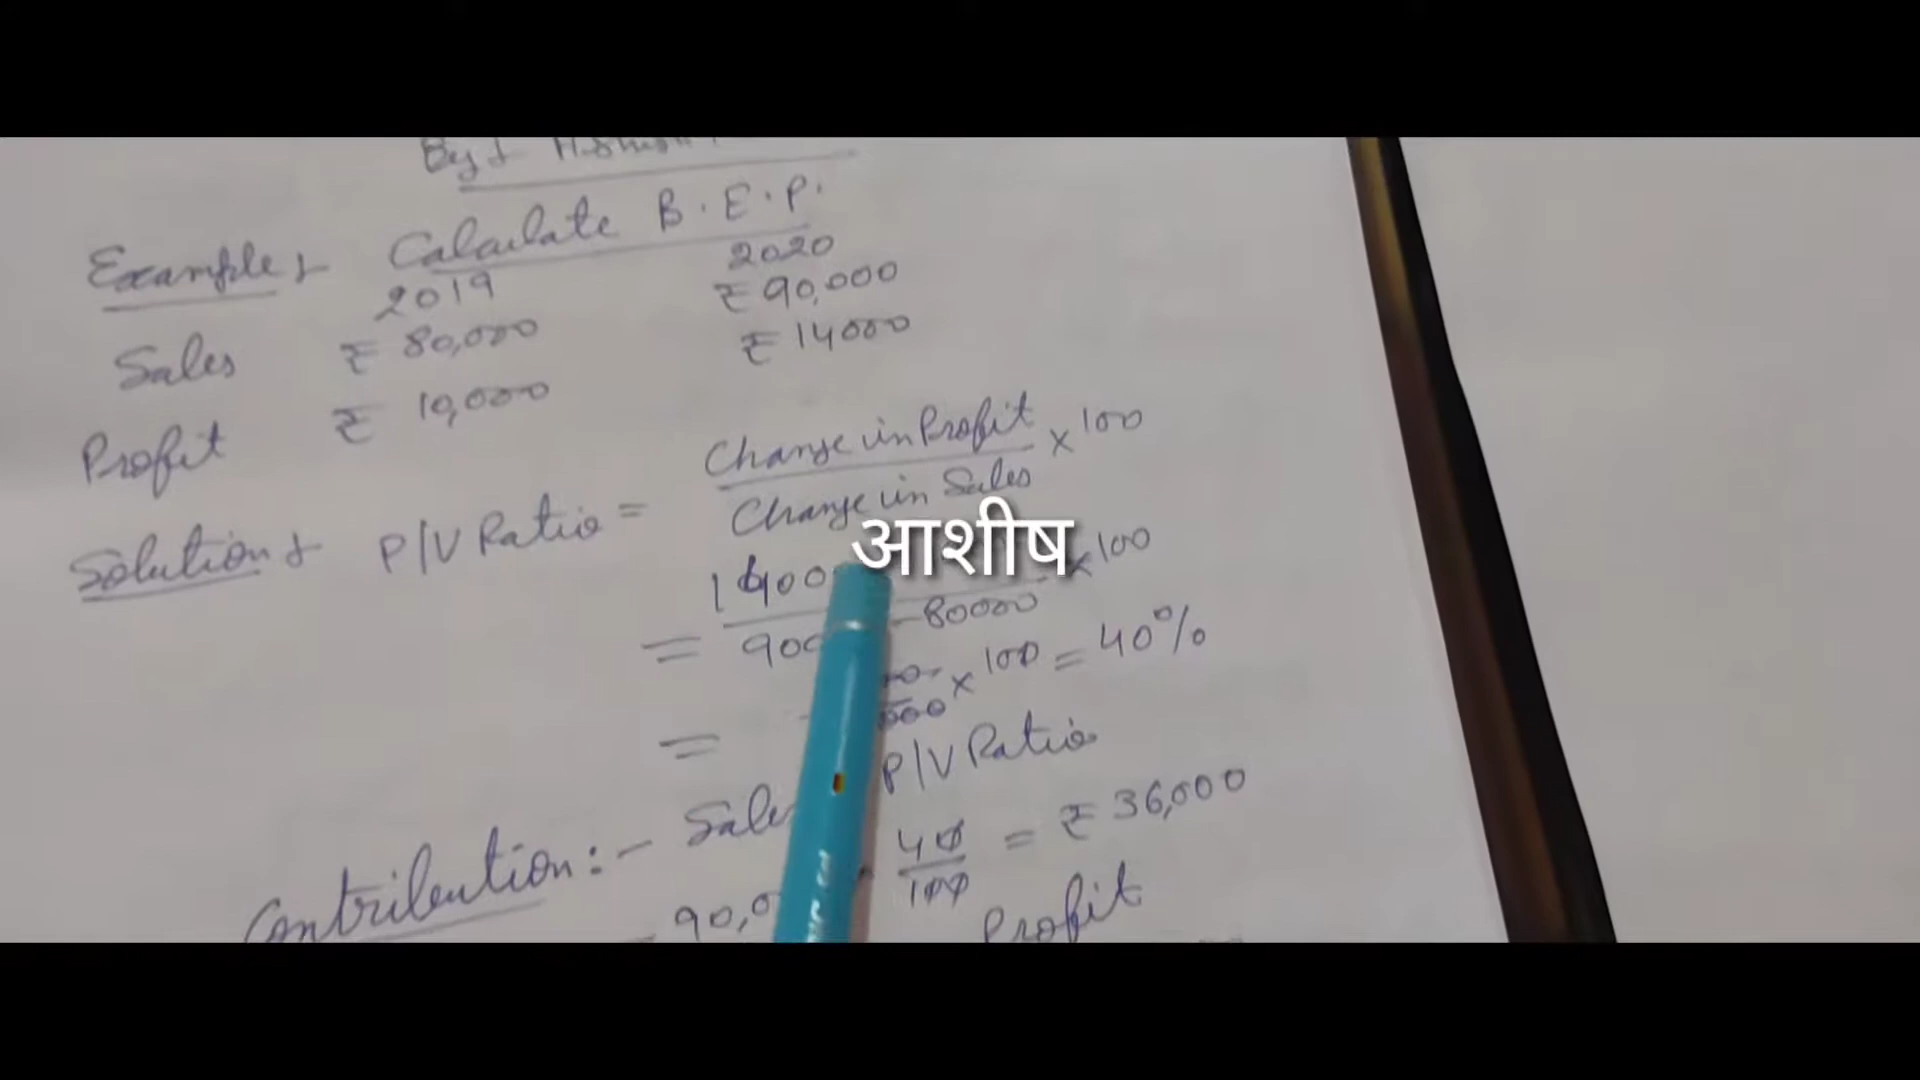 By :-
Example :- Calculate B.E.P.
2019 2020
Sales ₹ 80,000 ₹ 90,000
Profit ₹ 10,000 ₹ 14000
Solution :- P/V Ratio = Change in Profit / Change in Sales × 100
आशीष
= - 80000 × 100
= × 100 = 40%
Contribution :- P/V Ratio
40/100 = ₹ 36,000
Profit